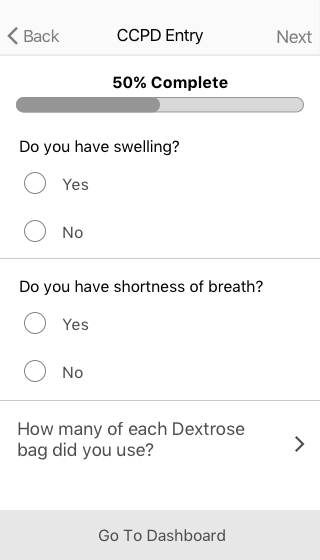 Back CCPD Entry Next
50% Complete
Do you have swelling?
Yes
No
Do you have shortness of breath?
Yes
No
How many of each Dextrose
bag did you use?
Go To Dashboard